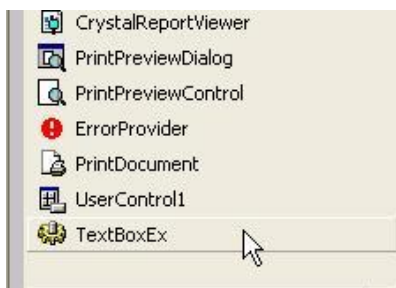 CrystalReportViewer
PrintPreviewDialog
PrintPreviewControl
ErrorProvider
PrintDocument
UserControl1
TextBoxEx